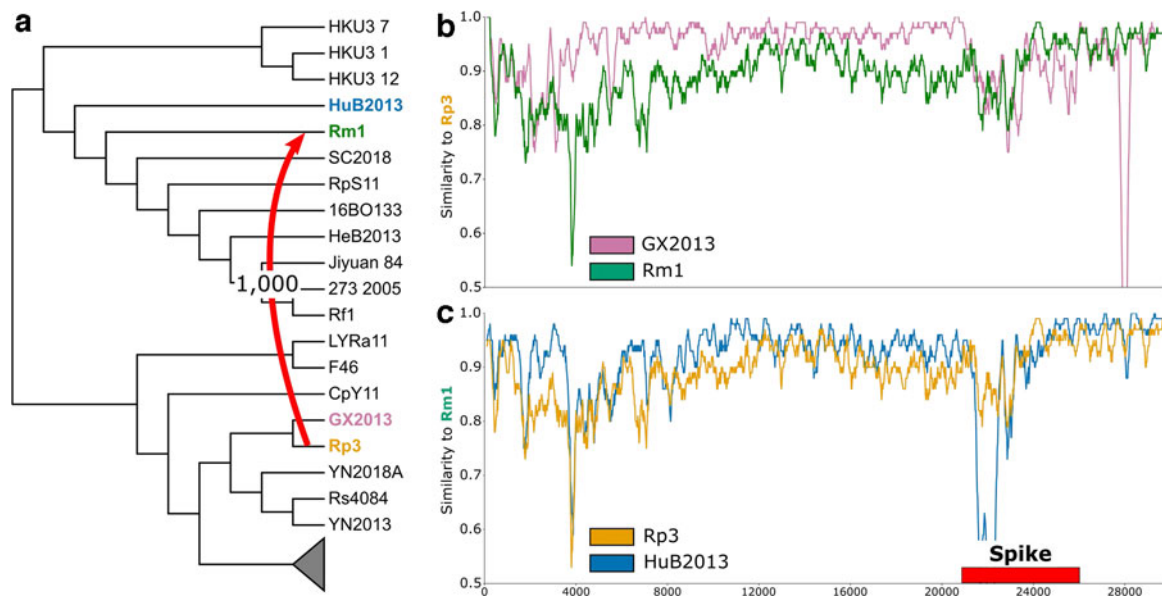 a
HKU3 7
HKU3 1
HKU3 12
HuB2013
Rm1
SC2018
RpS11
16BO133
HeB2013
Jiyuan 84
1,000
273 2005
Rf1
LYRa11
F46
CpY11
GX2013
Rp3
YN2018A
Rs4084
YN2013
b
Similarity to Rp3
1.0
0.9
0.8
0.7
0.6
0.5
GX2013
Rm1
c
Similarity to Rm1
1.0
0.9
0.8
0.7
0.6
0.5
Rp3
HuB2013
Spike
0
4000
8000
12000
16000
20000
24000
28000